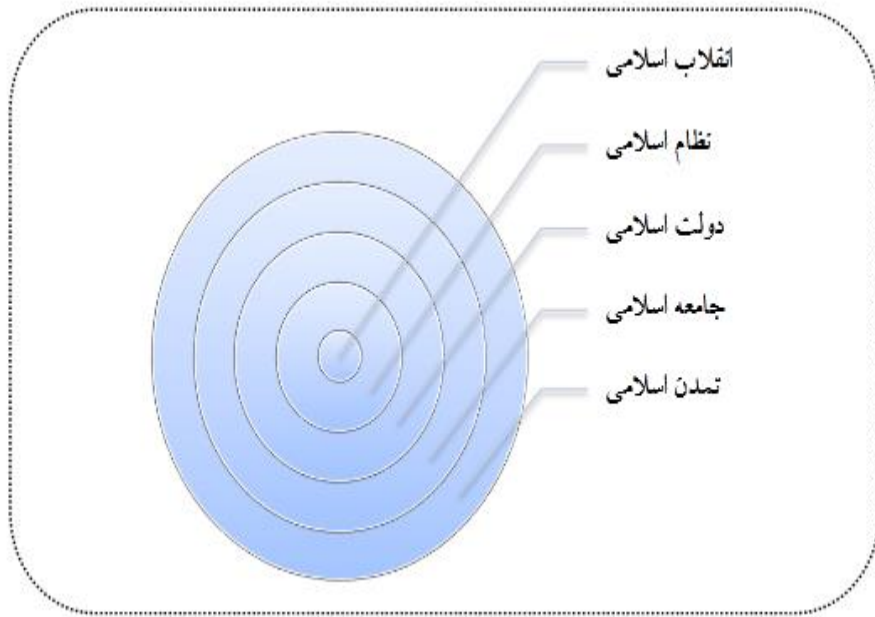 انقلاب اسلامی
نظام اسلامی
دولت اسلامی
جامعه اسلامی
تمدن اسلامی